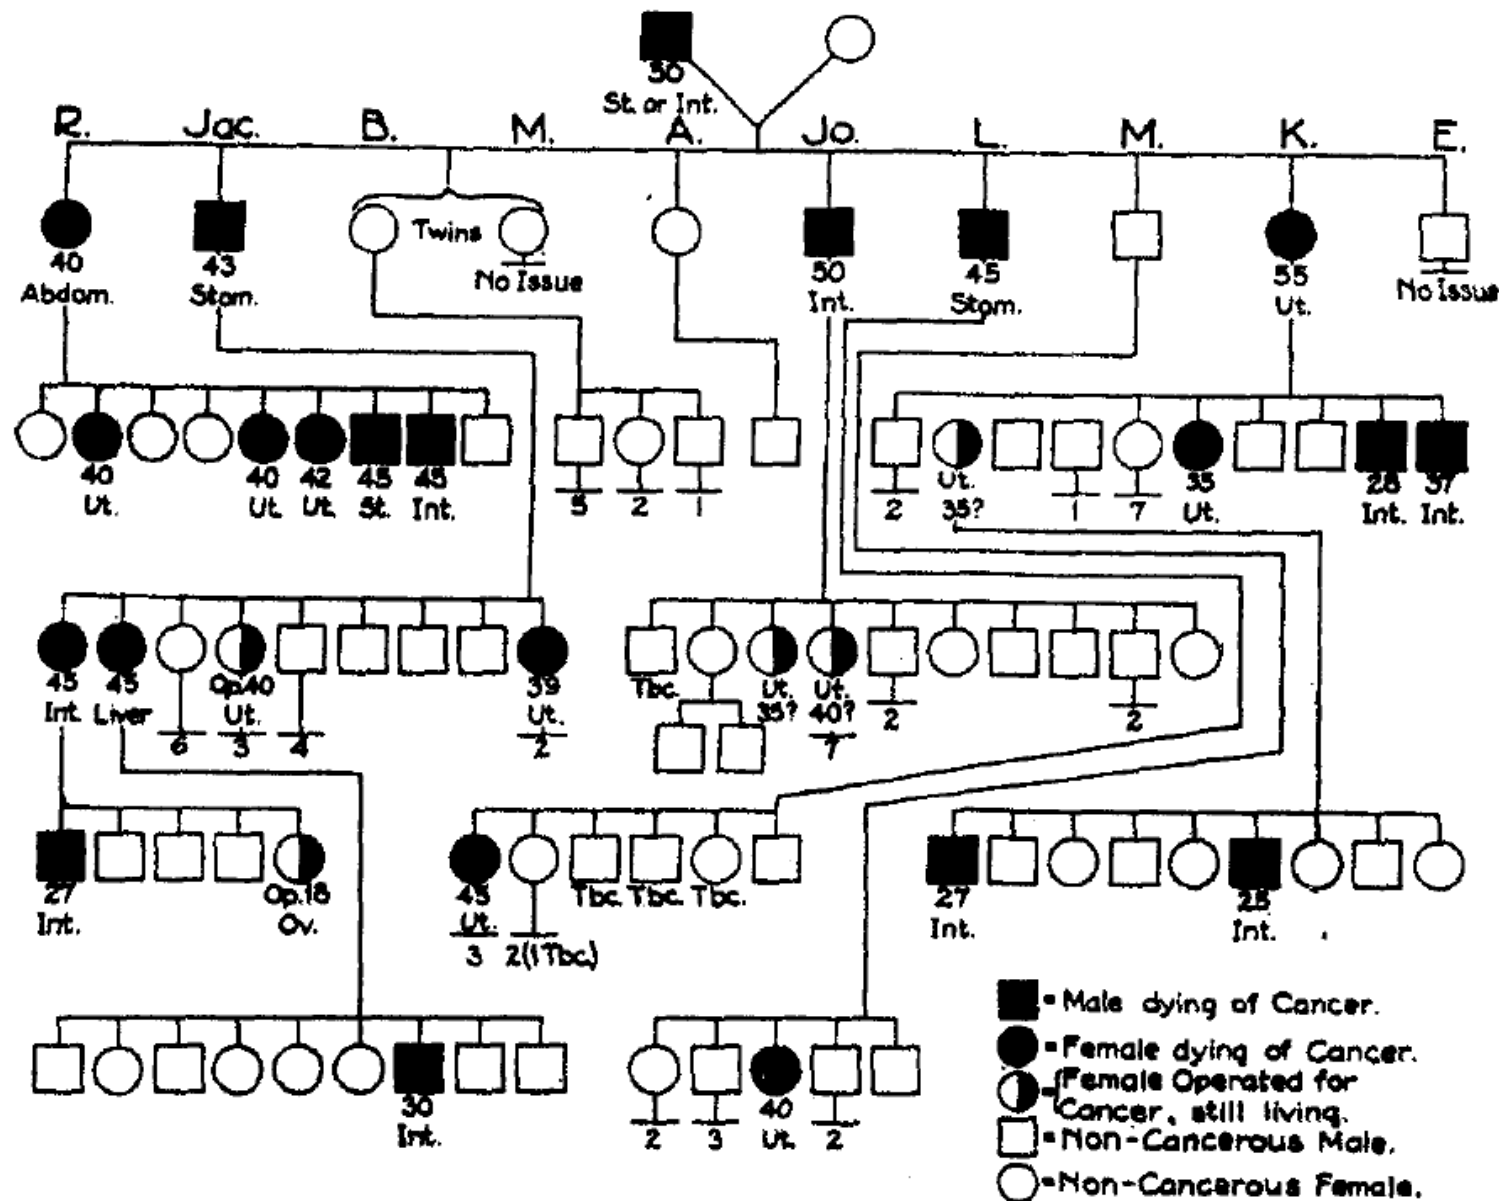 50
St. or Int.
R. Jac. B. M. A. Jo. L. M. K. E.
Twins
40 43 No Issue 50 45 55 No Issue
Abdom. Stom. Int. Stom. Ut.
40 40 42 45 45 5 2 1 2 Ut. 1 7 35 28 37
Ut. Ut. Ut. St. Int. 35? Ut. Int. Int.
45 45 Op.40 39 Tbc. Ut. Ut. 2 2
Int. Liver Ut. Ut. 35? 40?
6 3 4 2 7
27 Op.18 45 Tbc. Tbc. Tbc. 27 28
Int. Ov. Ut. Int. Int.
3 2(1 Tbc.)
30 2 3 40 2
Int. Ut.
= Male dying of Cancer.
= Female dying of Cancer.
= Female Operated for
Cancer, still living.
= Non-Cancerous Male.
= Non-Cancerous Female.